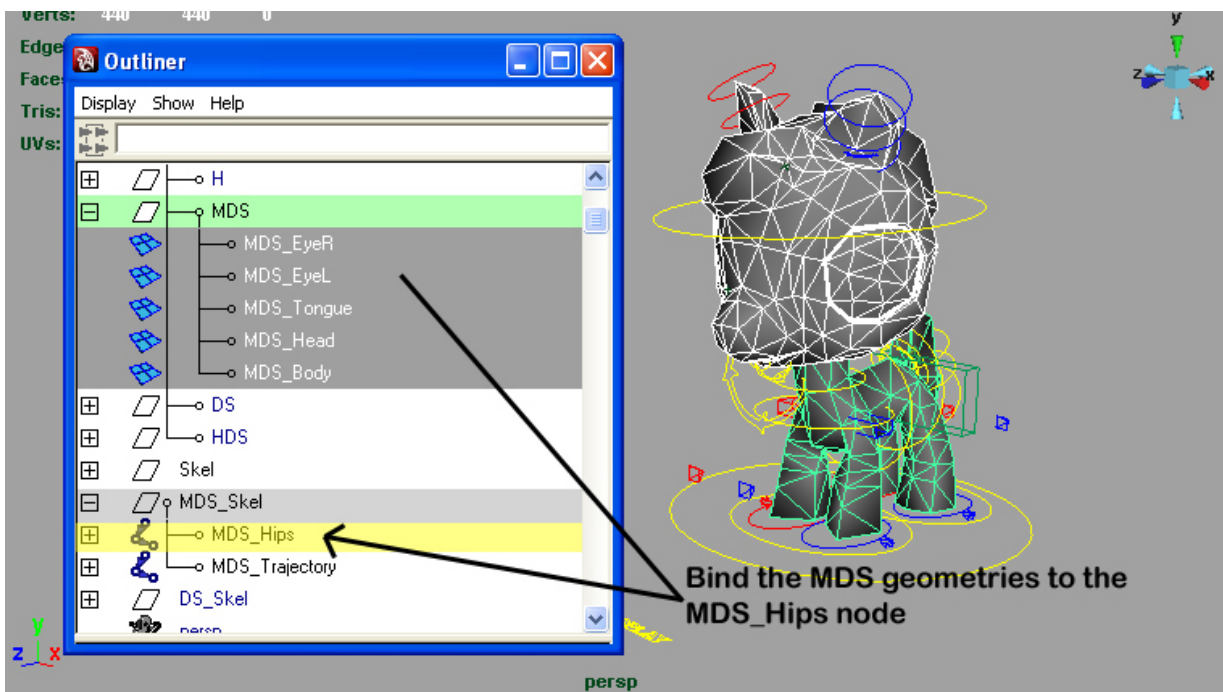 Verts: 440 440 0
Edge
Face
Tris:
UVs:
Outliner
Display Show Help
H
MDS
MDS_EyeR
MDS_EyeL
MDS_Tongue
MDS_Head
MDS_Body
DS
HDS
Skel
MDS_Skel
MDS_Hips
MDS_Trajectory
DS_Skel
persp
Bind the MDS geometries to the
MDS_Hips node
y
z x
y
z x
persp